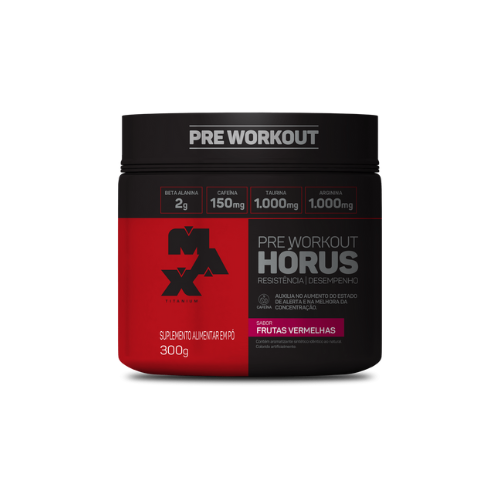 PRE WORKOUT
BETA ALANINA
2g
CAFEÍNA
150mg
TAURINA
1.000mg
ARGININA
1.000mg
MAX
TITANIUM
SUPLEMENTO ALIMENTAR EM PÓ
300g
PRE WORKOUT
HÓRUS
RESISTÊNCIA | DESEMPENHO
CAFEÍNA
AUXILIA NO AUMENTO DO ESTADO
DE ALERTA E NA MELHORA DA
CONCENTRAÇÃO.
SABOR
FRUTAS VERMELHAS